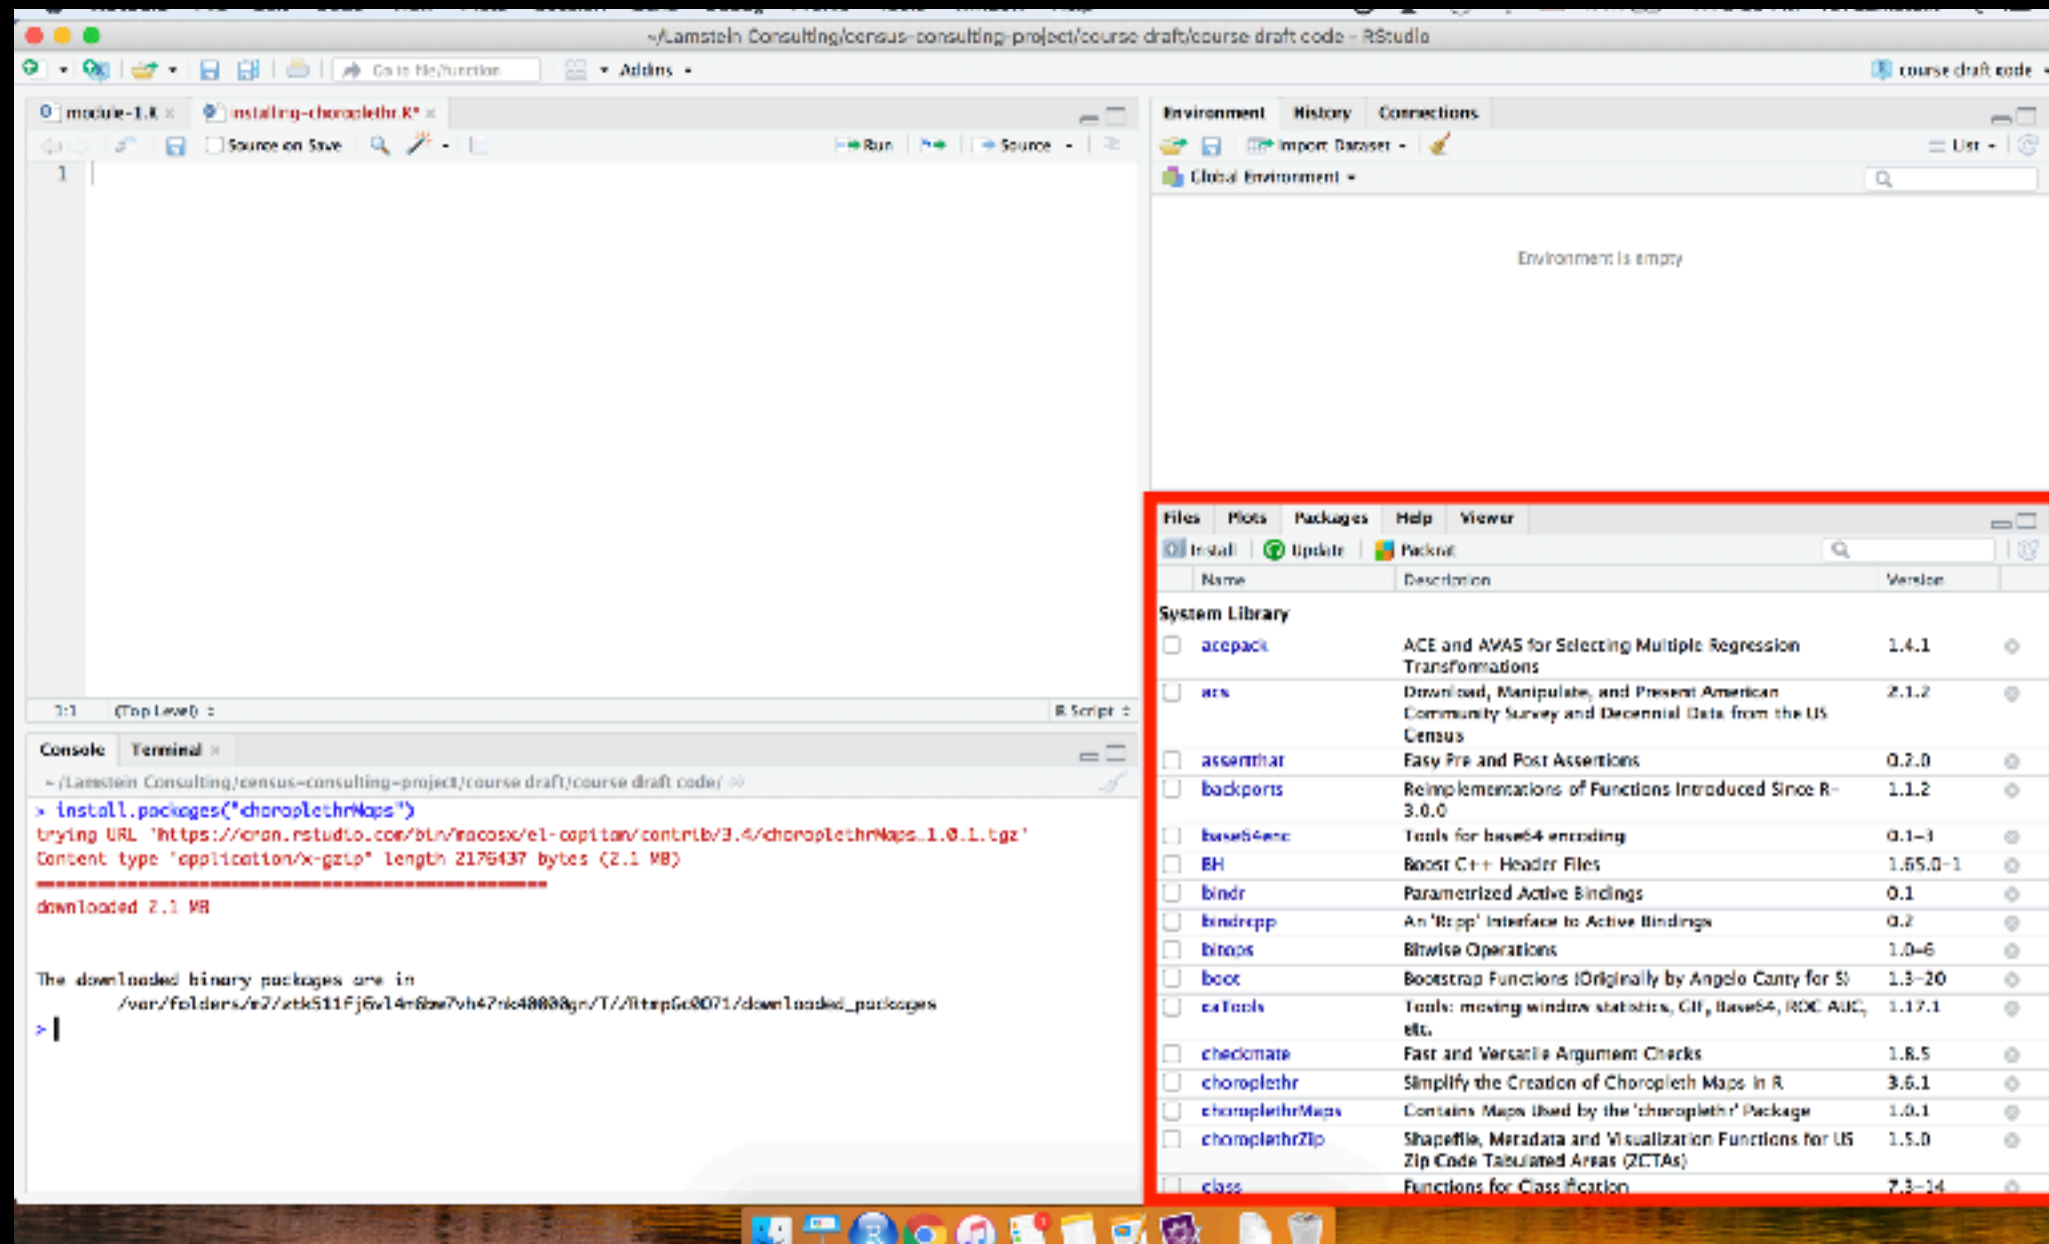 ~/Lamstein Consulting/census-consulting-project/course draft/course draft code - RStudio
Go to file/function
Addins
course draft code
module-1.R
installing-choroplethr.R*
Source on Save
Run
Source
1
1:1
(Top Level)
R Script
Console
Terminal
~/Lamstein Consulting/census-consulting-project/course draft/course draft code/
> install.packages("choroplethrMaps")
trying URL 'https://cran.rstudio.com/bin/macosx/el-capitan/contrib/3.4/choroplethrMaps_1.0.1.tgz'
Content type 'application/x-gzip' length 2176437 bytes (2.1 MB)
==================================================
downloaded 2.1 MB
The downloaded binary packages are in
>
Environment
History
Connections
Import Dataset
List
Global Environment
Environment is empty
Files
Plots
Packages
Help
Viewer
Install
Update
Packrat
Name
Description
Version
System Library
acepack
ACE and AVAS for Selecting Multiple Regression
Transformations
1.4.1
acs
Download, Manipulate, and Present American
Community Survey and Decennial Data from the US
Census
2.1.2
assertthat
Easy Pre and Post Assertions
0.2.0
backports
Reimplementations of Functions Introduced Since R-
3.0.0
1.1.2
base64enc
Tools for base64 encoding
0.1-3
BH
Boost C++ Header Files
1.65.0-1
bindr
Parametrized Active Bindings
0.1
bindrcpp
An 'Rcpp' Interface to Active Bindings
0.2
bitops
Bitwise Operations
1.0-6
boot
Bootstrap Functions (Originally by Angelo Canty for S)
1.3-20
caTools
Tools: moving window statistics, GIF, Base64, ROC AUC,
etc.
1.17.1
checkmate
Fast and Versatile Argument Checks
1.8.5
choroplethr
Simplify the Creation of Choropleth Maps in R
3.6.1
choroplethrMaps
Contains Maps Used by the 'choroplethr' Package
1.0.1
choroplethrZip
Shapefile, Metadata and Visualization Functions for US
Zip Code Tabulated Areas (ZCTAs)
1.5.0
class
Functions for Classification
7.3-14